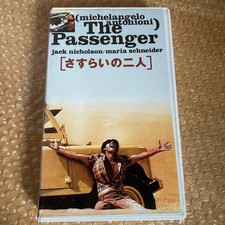 (michelangelo
antonioni)
The
Passenger
jack nicholson/maria schneider
[さすらいの二人]